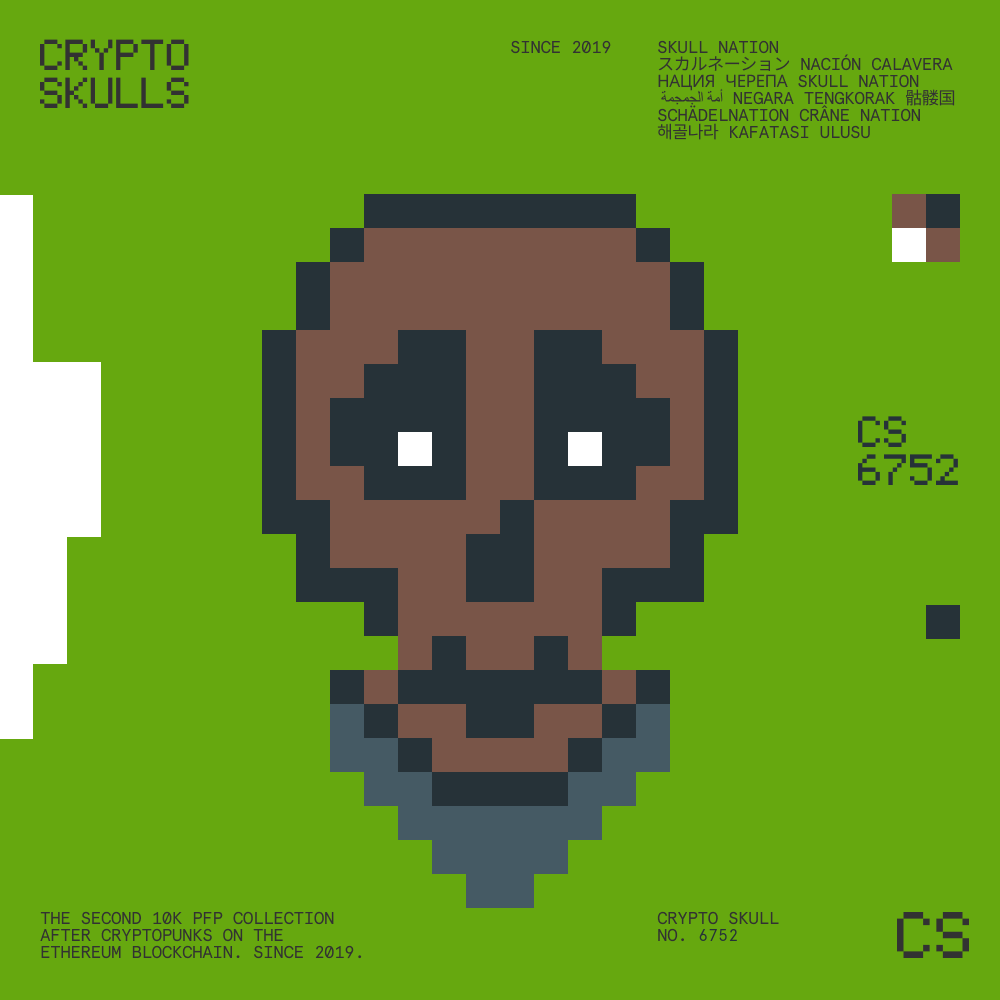 CRYPTO
SKULLS
SINCE 2019
SKULL NATION
スカルネーション NACIÓN CALAVERA
НАЦИЯ ЧЕРЕПА SKULL NATION
أمة الجمجمة NEGARA TENGKORAK 骷髅国
SCHÄDELNATION CRÂNE NATION
해골나라 KAFATASI ULUSU
CS
6752
THE SECOND 10K PFP COLLECTION
AFTER CRYPTOPUNKS ON THE
ETHEREUM BLOCKCHAIN. SINCE 2019.
CRYPTO SKULL
NO. 6752
CS